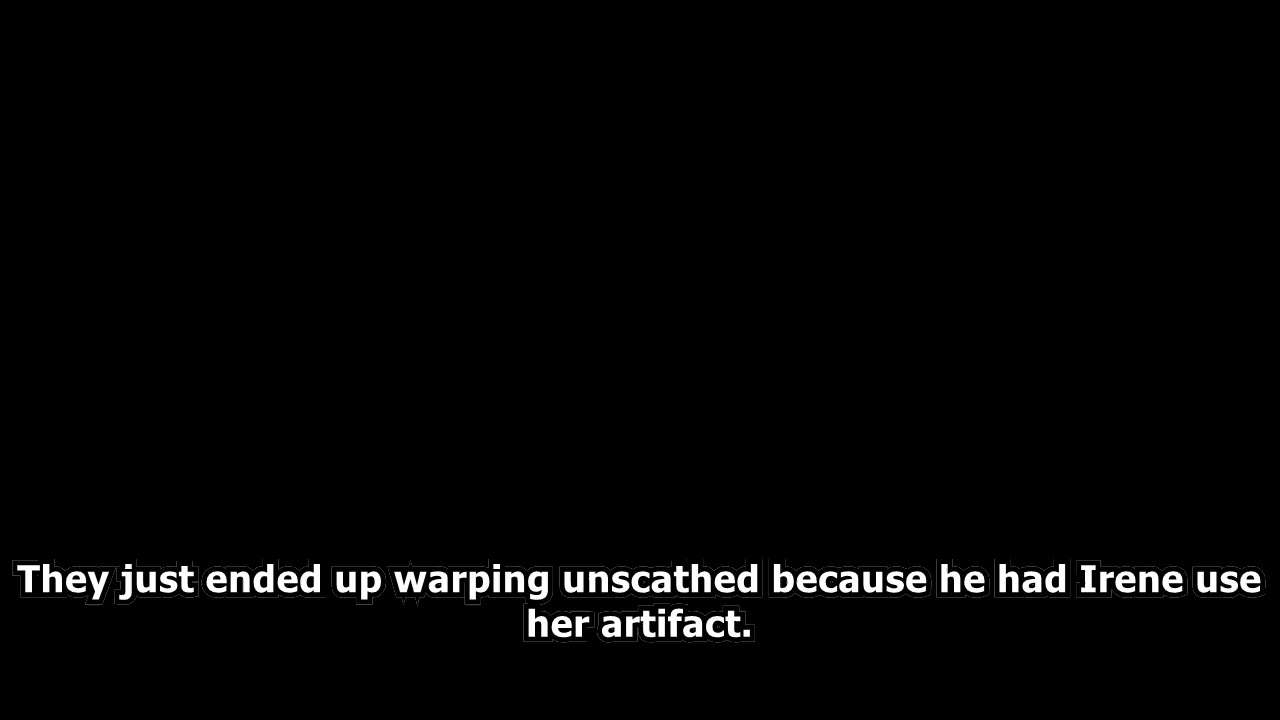 They just ended up warping unscathed because he had Irene use
her artifact.